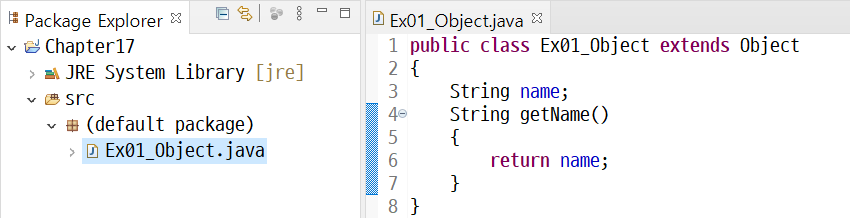 Package Explorer
Chapter17
JRE System Library [jre]
src
(default package)
Ex01_Object.java
Ex01_Object.java
1 public class Ex01_Object extends Object
2 {
3 String name;
4 String getName()
5 {
6 return name;
7 }
8 }